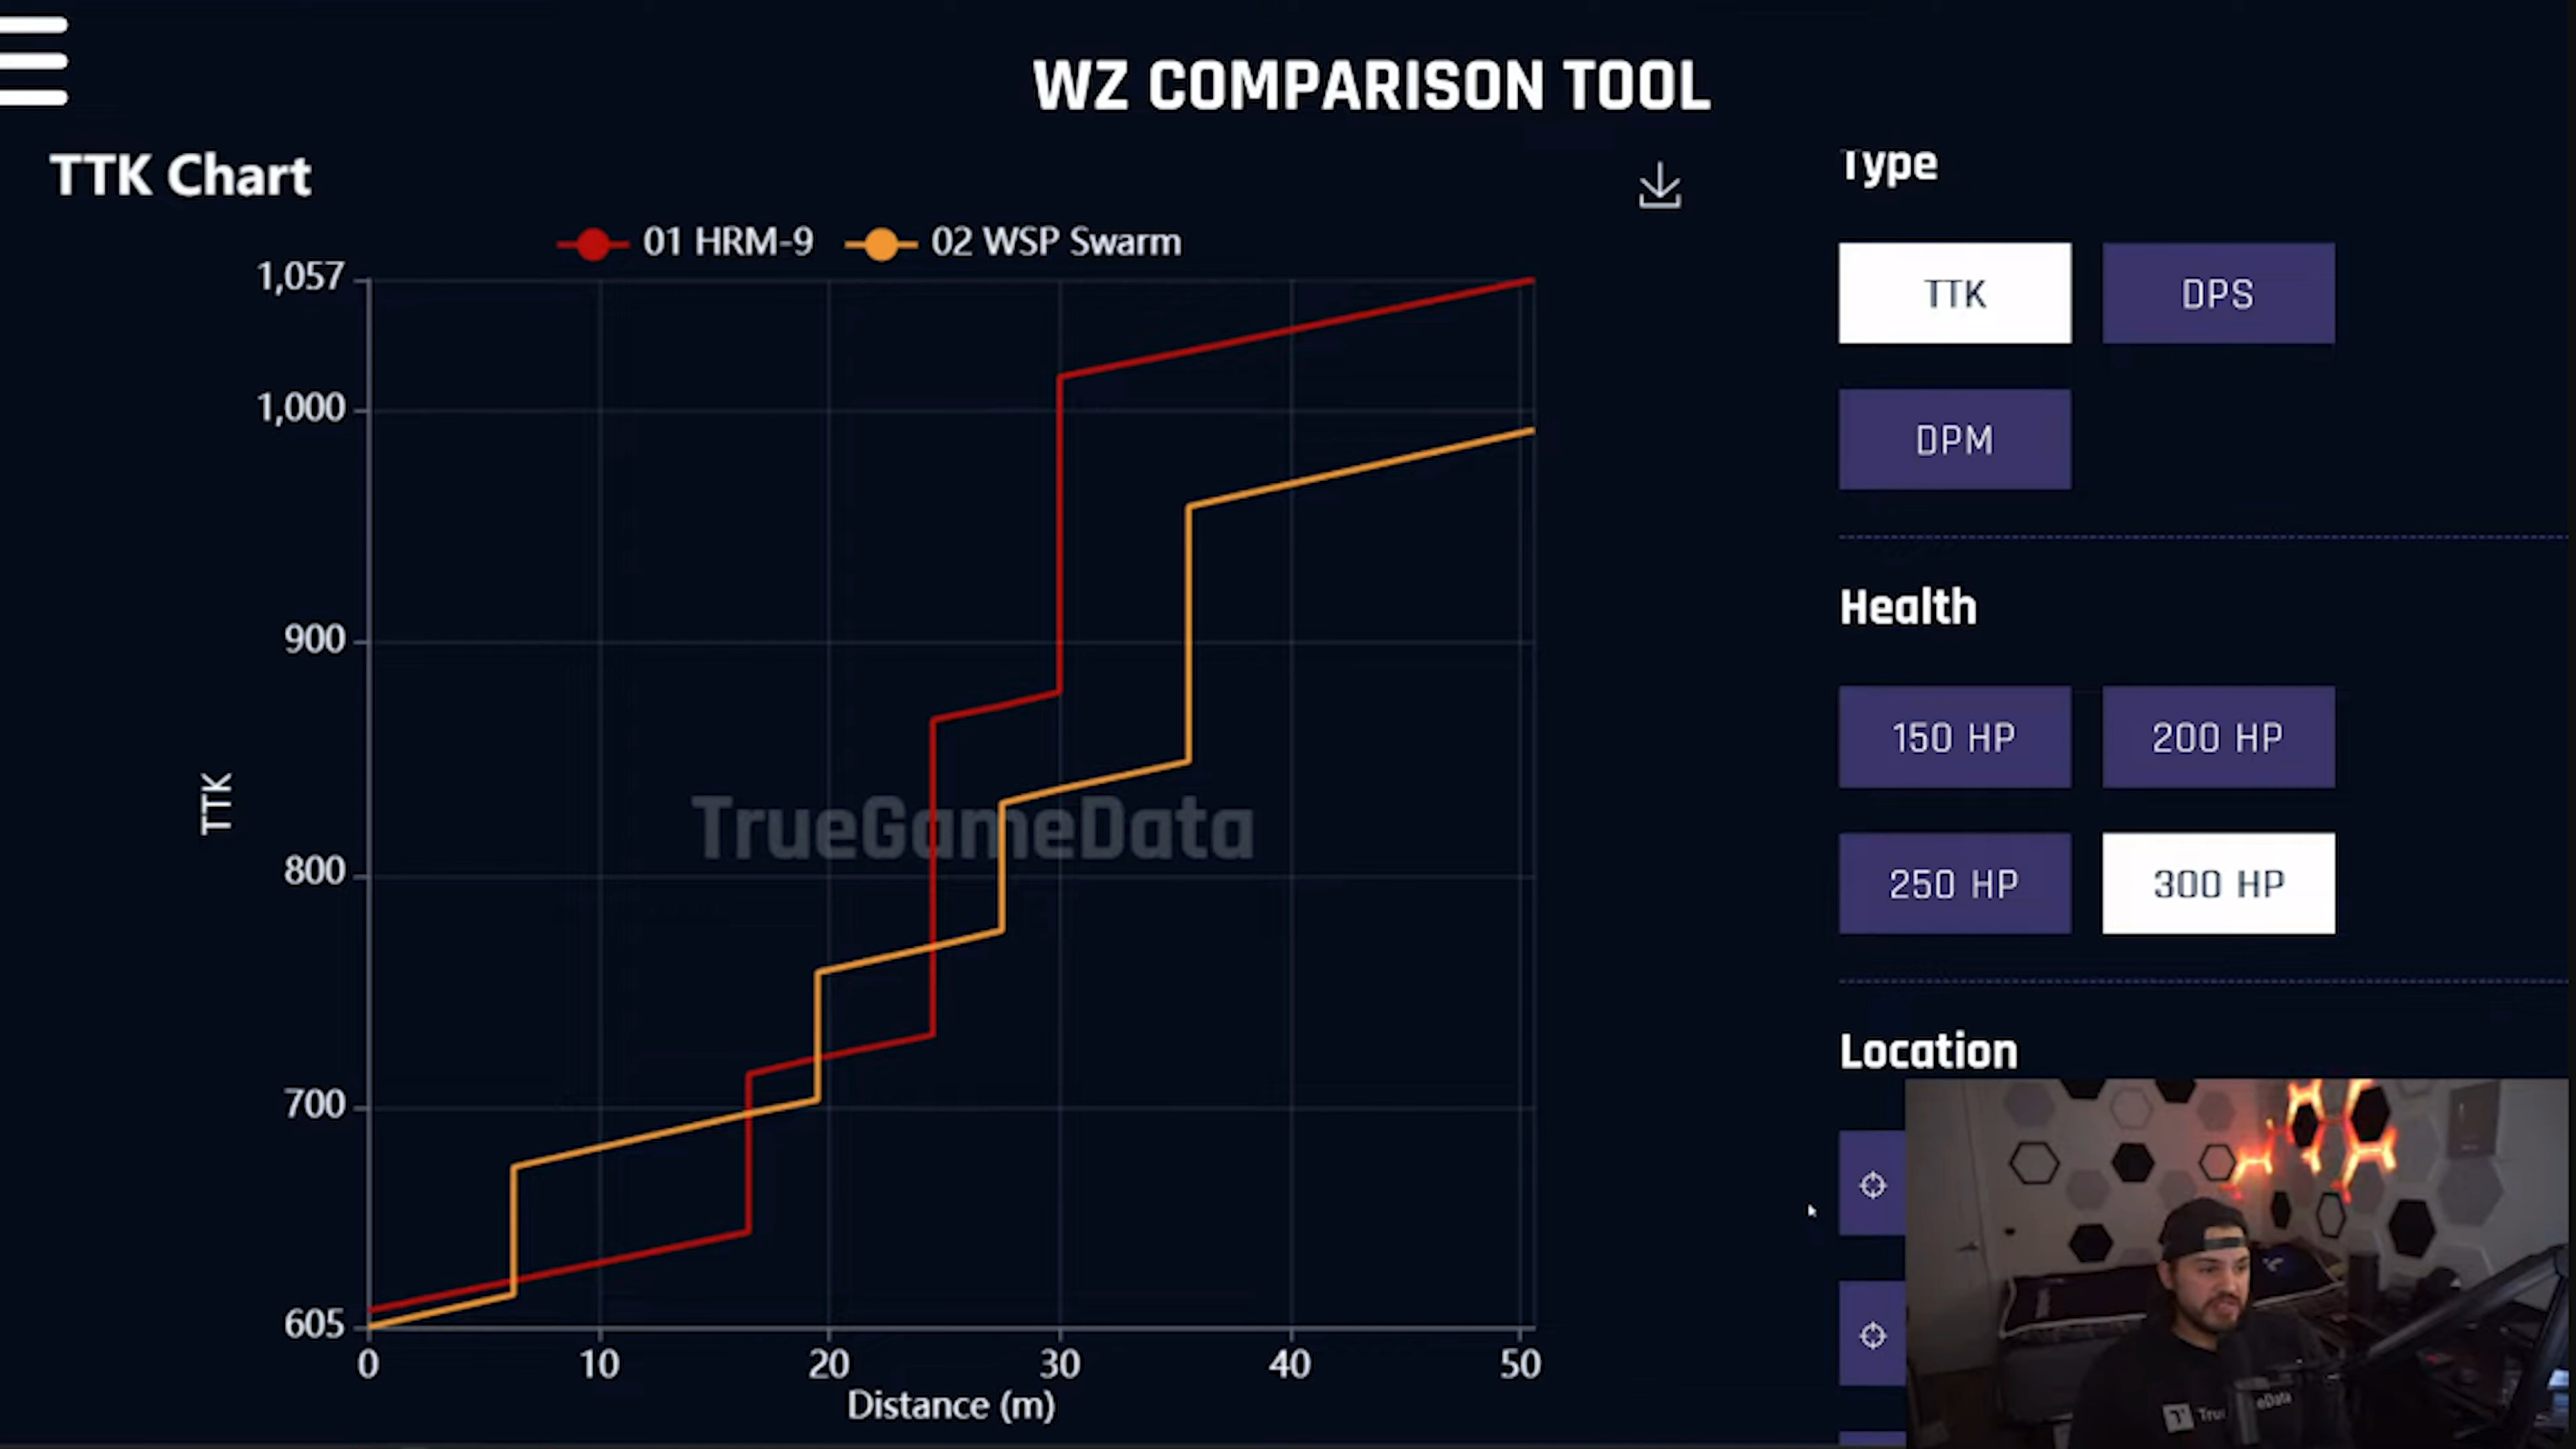 WZ COMPARISON TOOL
TTK Chart
01 HRM-9 02 WSP Swarm
1,057
1,000
900
800
700
605
TTK
TrueGameData
0 10 20 30 40 50
Distance (m)
Type
TTK DPS
DPM
Health
150 HP 200 HP
250 HP 300 HP
Location